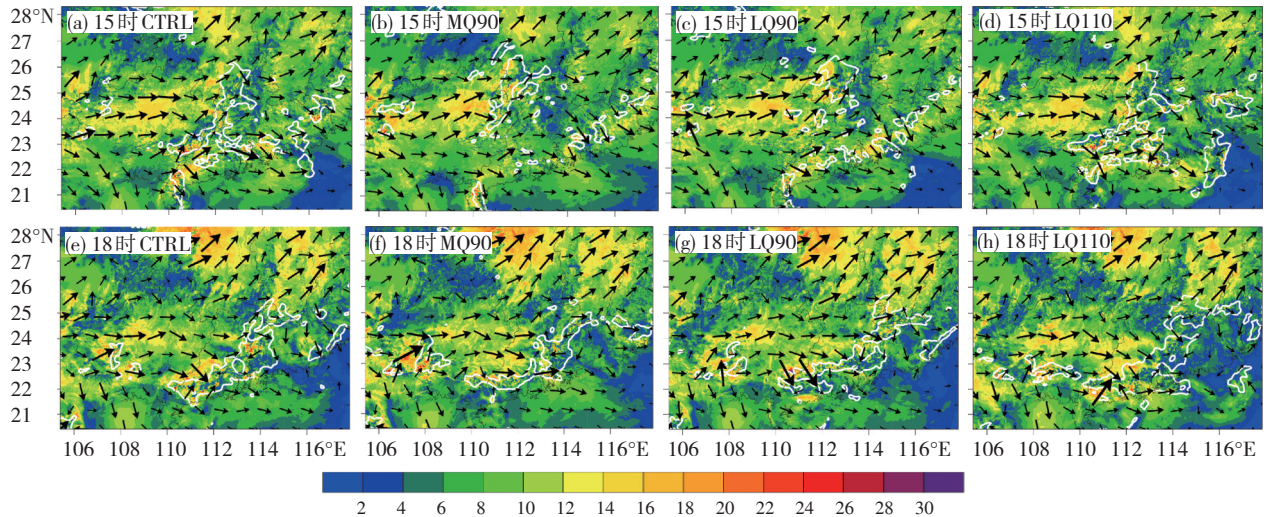 28°N
27
26
25
24
23
22
21
(a) 15时 CTRL
(b) 15时 MQ90
(c) 15时 LQ90
(d) 15时 LQ110
28°N
27
26
25
24
23
22
21
(e) 18时 CTRL
(f) 18时 MQ90
(g) 18时 LQ90
(h) 18时 LQ110
106 108 110 112 114 116°E
106 108 110 112 114 116°E
106 108 110 112 114 116°E
106 108 110 112 114 116°E
2 4 6 8 10 12 14 16 18 20 22 24 26 28 30